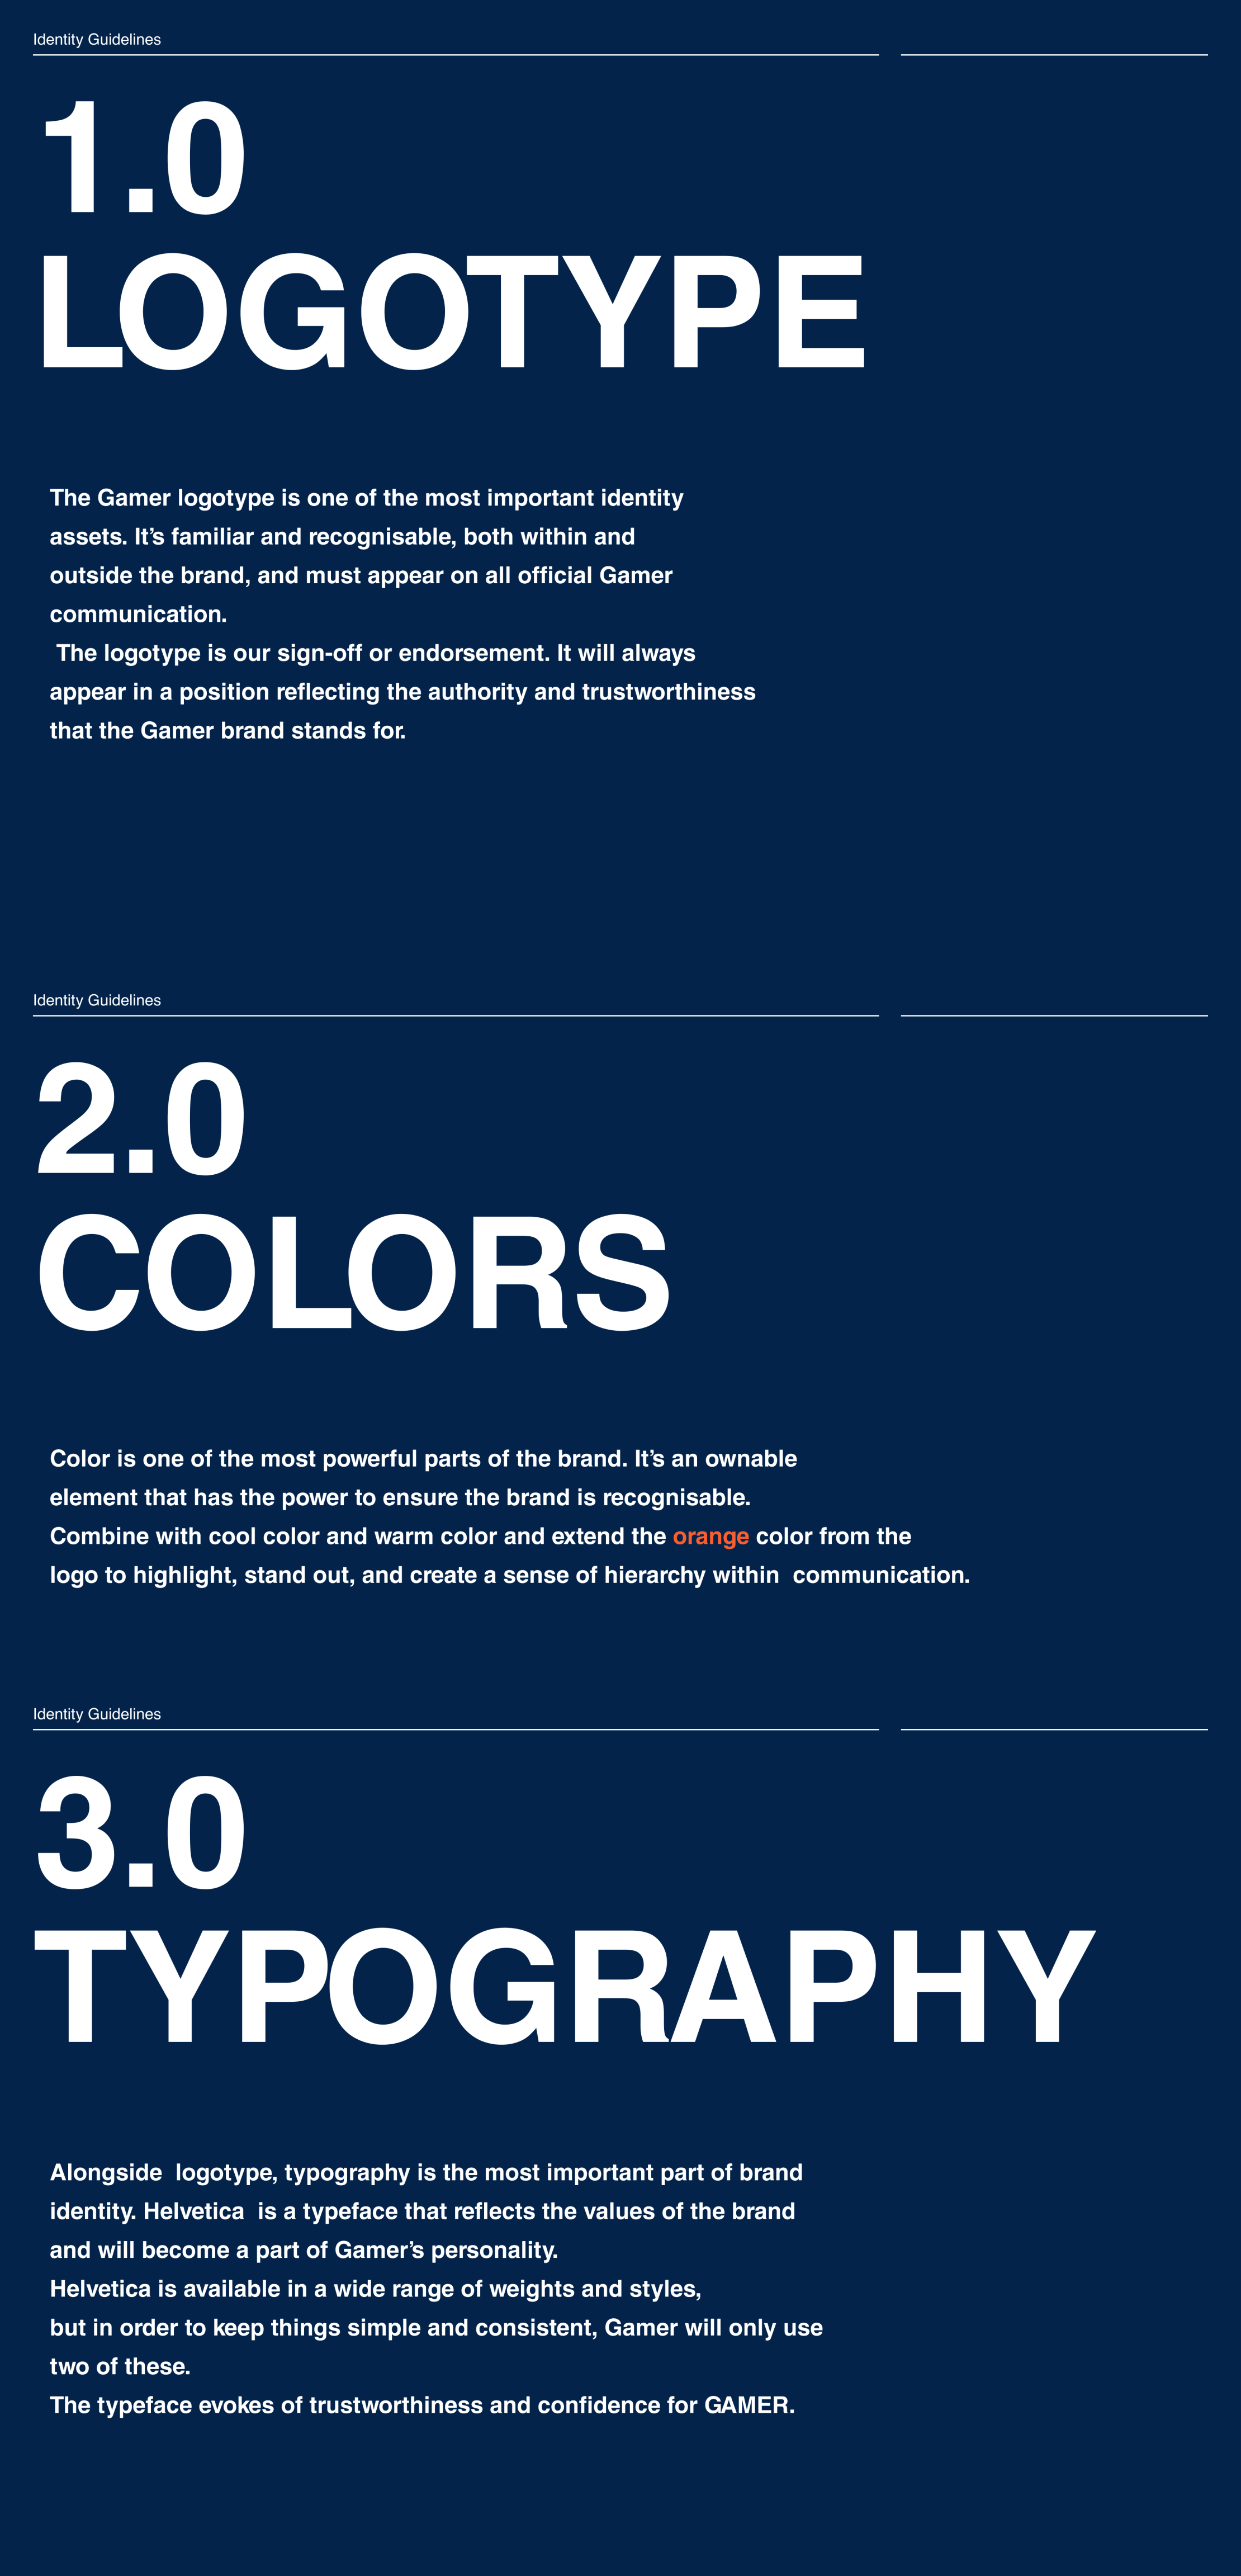 Identity Guidelines
1.0
LOGOTYPE
The Gamer logotype is one of the most important identity
assets. It’s familiar and recognisable, both within and
outside the brand, and must appear on all official Gamer
communication.
The logotype is our sign-off or endorsement. It will always
appear in a position reflecting the authority and trustworthiness
that the Gamer brand stands for.
Identity Guidelines
2.0
COLORS
Color is one of the most powerful parts of the brand. It’s an ownable
element that has the power to ensure the brand is recognisable.
Combine with cool color and warm color and extend the orange color from the
logo to highlight, stand out, and create a sense of hierarchy within  communication.
Identity Guidelines
3.0
TYPOGRAPHY
Alongside  logotype, typography is the most important part of brand
identity. Helvetica  is a typeface that reflects the values of the brand
and will become a part of Gamer’s personality.
Helvetica is available in a wide range of weights and styles,
but in order to keep things simple and consistent, Gamer will only use
two of these.
The typeface evokes of trustworthiness and confidence for GAMER.